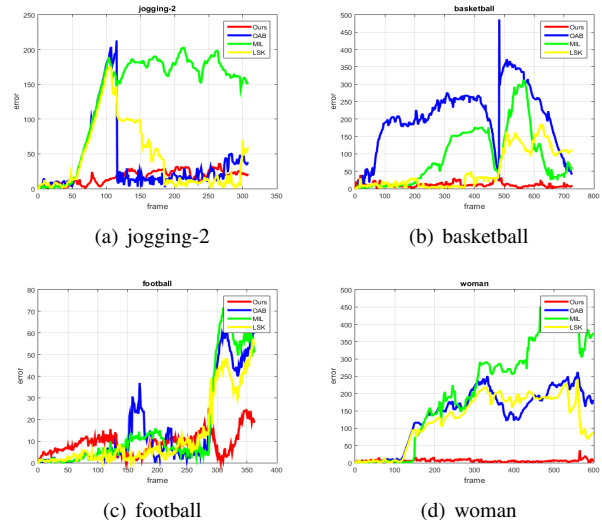 jogging-2
250
200
150
100
50
0
error
0 50 100 150 200 250 300 350
frame
Ours
OAB
MIL
LSK
(a) jogging-2
basketball
500
450
400
350
300
250
200
150
100
50
0
error
0 100 200 300 400 500 600 700 800
frame
Ours
OAB
MIL
LSK
(b) basketball
football
80
70
60
50
40
30
20
10
0
error
0 50 100 150 200 250 300 350 400
frame
Ours
OAB
MIL
LSK
(c) football
woman
500
450
400
350
300
250
200
150
100
50
0
error
0 100 200 300 400 500 600
frame
Ours
OAB
MIL
LSK
(d) woman